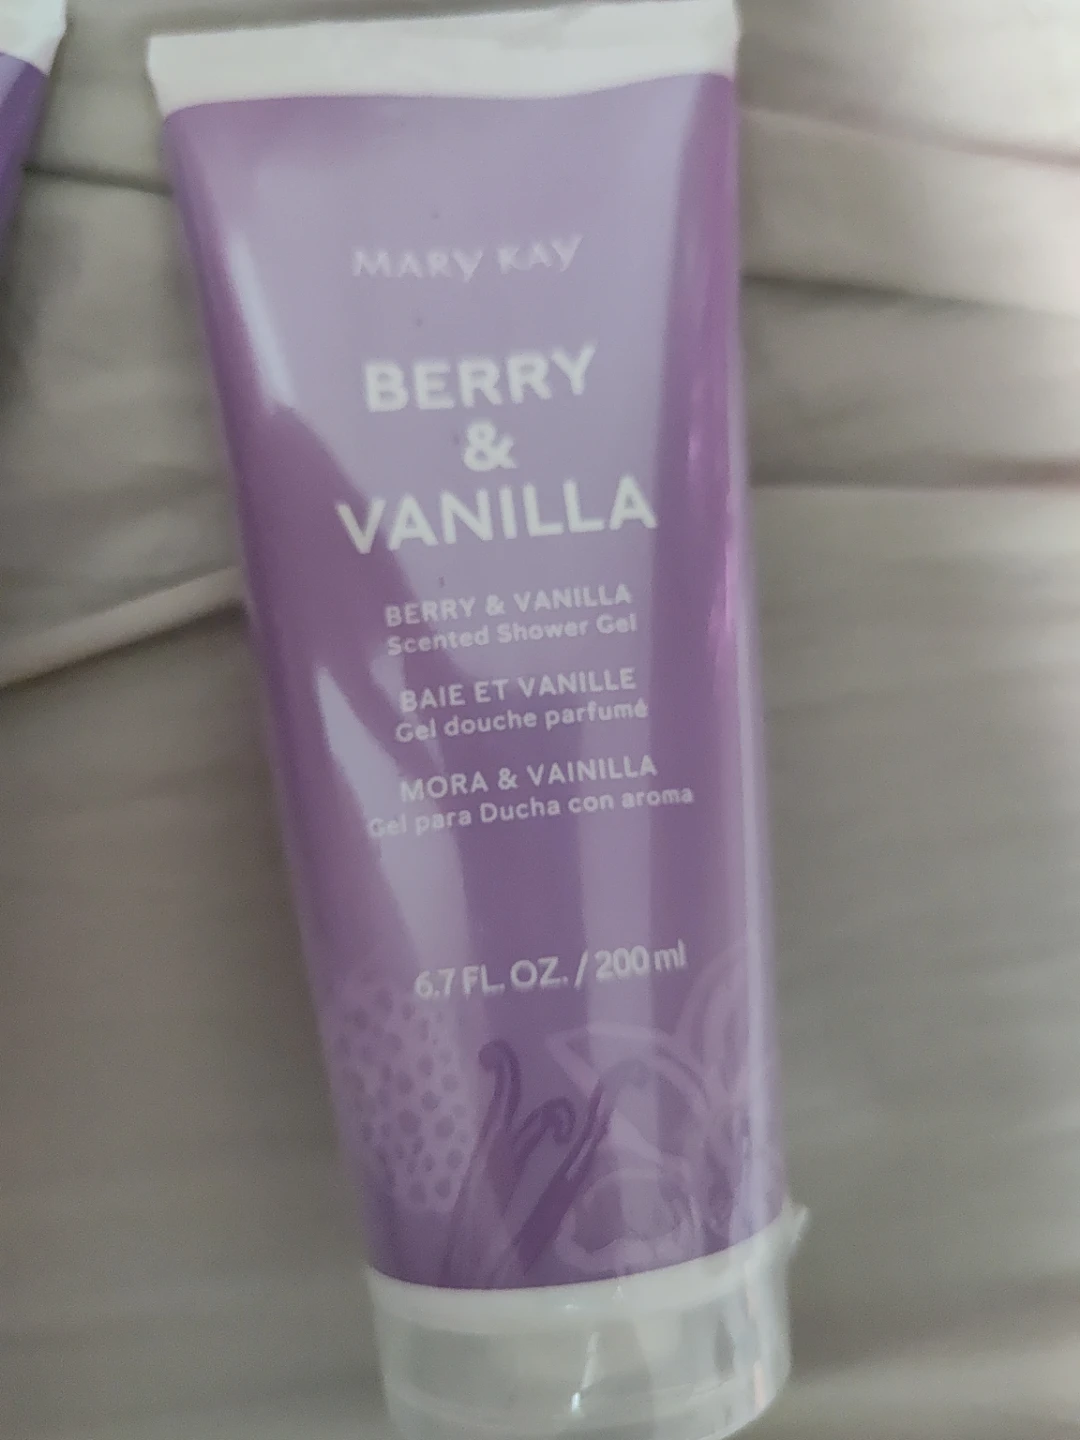 MARY KAY
BERRY
&
VANILLA
BERRY & VANILLA
Scented Shower Gel
BAIE ET VANILLE
Gel douche parfumé
MORA & VAINILLA
Gel para Ducha con aroma
6.7 FL. OZ. / 200 ml